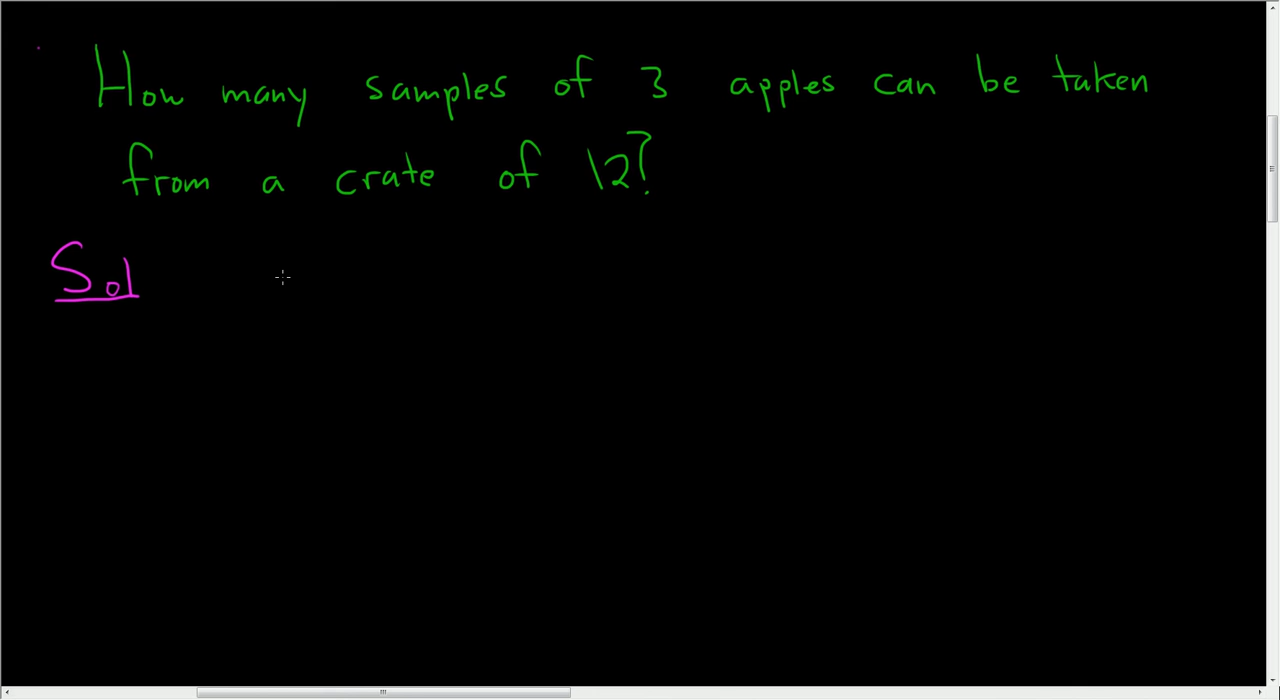 How many samples of 3 apples can be taken
from a crate of 12?
Sol